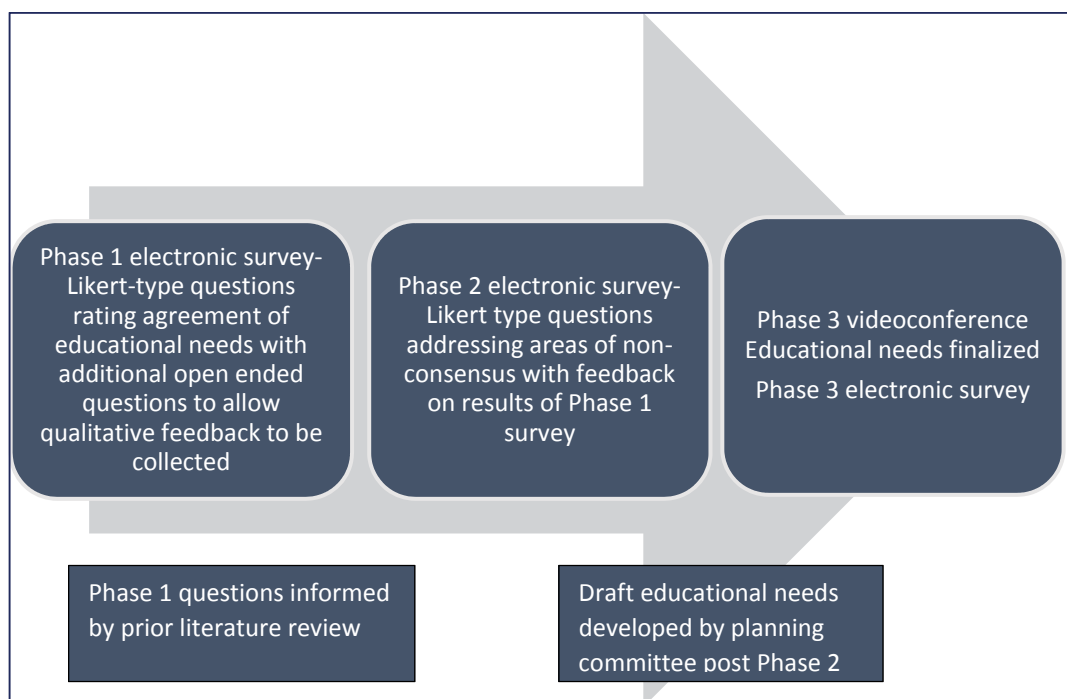 Phase 1 electronic survey-
Likert-type questions
rating agreement of
educational needs with
additional open ended
questions to allow
qualitative feedback to be
collected
Phase 2 electronic survey-
Likert type questions
addressing areas of non-
consensus with feedback
on results of Phase 1
survey
Phase 3 videoconference
Educational needs finalized
Phase 3 electronic survey
Phase 1 questions informed
by prior literature review
Draft educational needs
developed by planning
committee post Phase 2